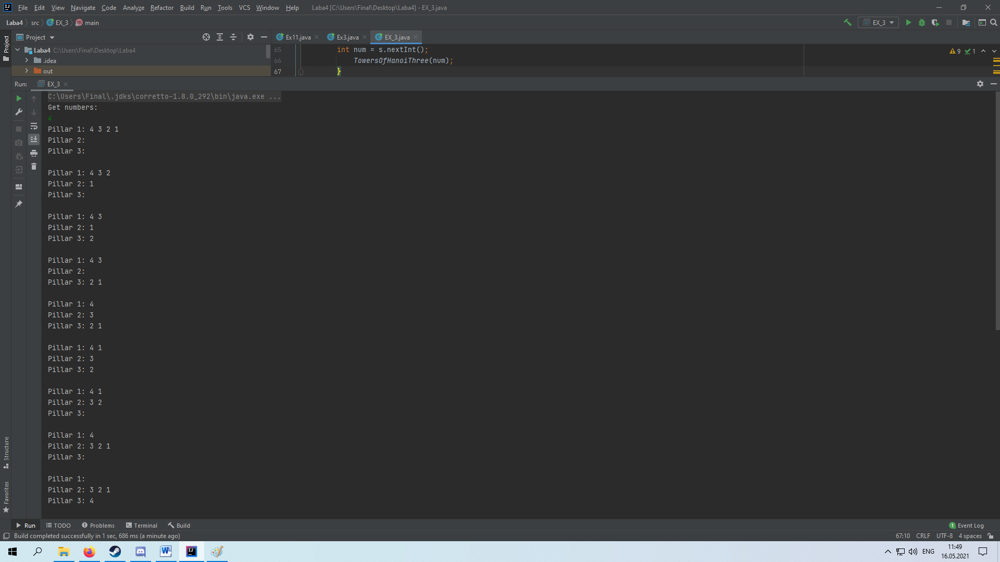 File Edit View Navigate Code Analyze Refactor Build Run Tools VCS Window Help Laba4 [C:\Users\Final\Desktop\Laba4] - EX_3.java
Laba4 src EX_3 main EX_3
Project Ex11.java Ex3.java EX_3.java
Project
Laba4 C:\Users\Final\Desktop\Laba4
.idea
out
65 int num = s.nextInt();
66 TowersOfHanoiThree(num);
67 }
9 1
Run: EX_3
C:\Users\Final\.jdks\corretto-1.8.0_292\bin\java.exe ...
Get numbers:
4
Pillar 1: 4 3 2 1
Pillar 2:
Pillar 3:
Pillar 1: 4 3 2
Pillar 2: 1
Pillar 3:
Pillar 1: 4 3
Pillar 2: 1
Pillar 3: 2
Pillar 1: 4 3
Pillar 2:
Pillar 3: 2 1
Pillar 1: 4
Pillar 2: 3
Pillar 3: 2 1
Pillar 1: 4 1
Pillar 2: 3
Pillar 3: 2
Pillar 1: 4 1
Pillar 2: 3 2
Pillar 3:
Pillar 1: 4
Pillar 2: 3 2 1
Pillar 3:
Pillar 1:
Pillar 2: 3 2 1
Pillar 3: 4
Structure
Favorites
Run TODO Problems Terminal Build 1 Event Log
Build completed successfully in 1 sec, 686 ms (a minute ago) 67:10 CRLF UTF-8 4 spaces
ENG
11:49
16.05.2021